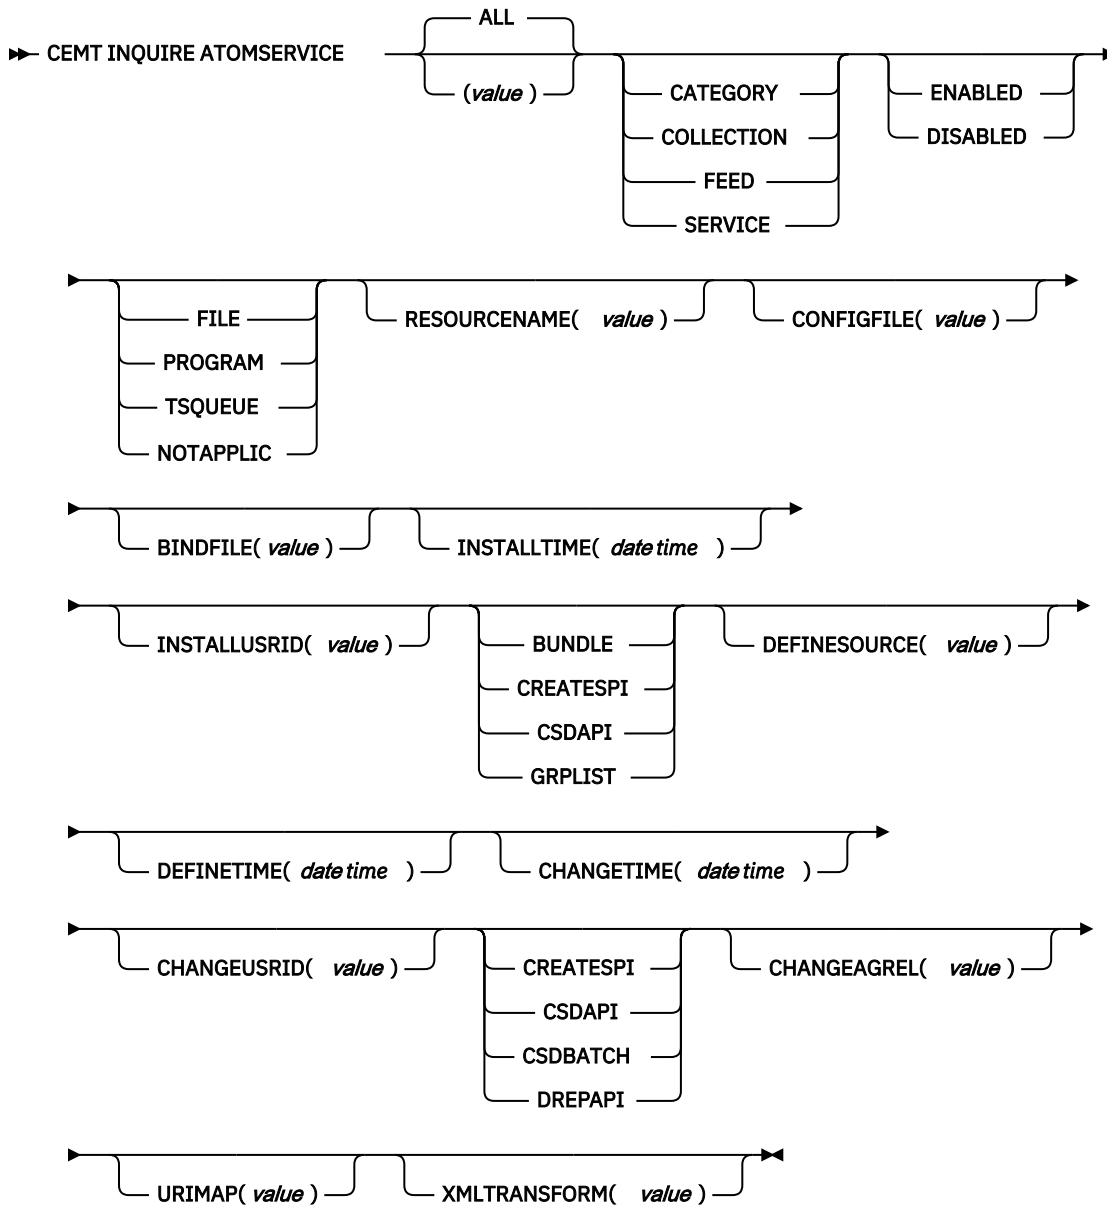 ALL
CEMT INQUIRE ATOMSERVICE
(value)
CATEGORY
COLLECTION
FEED
SERVICE
ENABLED
DISABLED
FILE
PROGRAM
TSQUEUE
NOTAPPLIC
RESOURCENAME( value )
CONFIGFILE( value )
BINDFILE( value )
INSTALLTIME( date time )
INSTALLUSRID( value )
BUNDLE
CREATESPI
CSDAPI
GRPLIST
DEFINESOURCE( value )
DEFINETIME( date time )
CHANGETIME( date time )
CHANGEUSRID( value )
CREATESPI
CSDAPI
CSDBATCH
DREPAPI
CHANGEAGREL( value )
URIMAP( value )
XMLTRANSFORM( value )